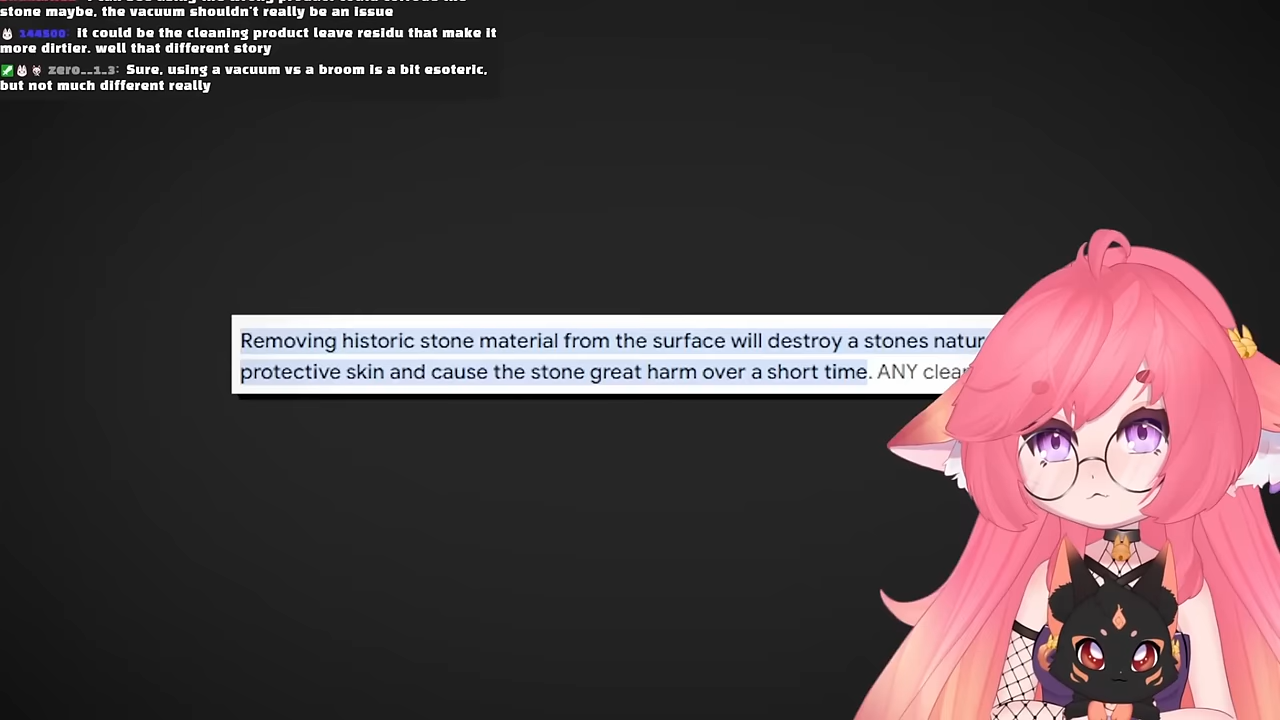 stone maybe, the vacuum shouldn't really be an issue
144500: it could be the cleaning product leave residu that make it
more dirtier. well that different story
zero__1_3: Sure, using a vacuum vs a broom is a bit esoteric,
but not much different really
Removing historic stone material from the surface will destroy a stones
protective skin and cause the stone great harm over a short time. ANY